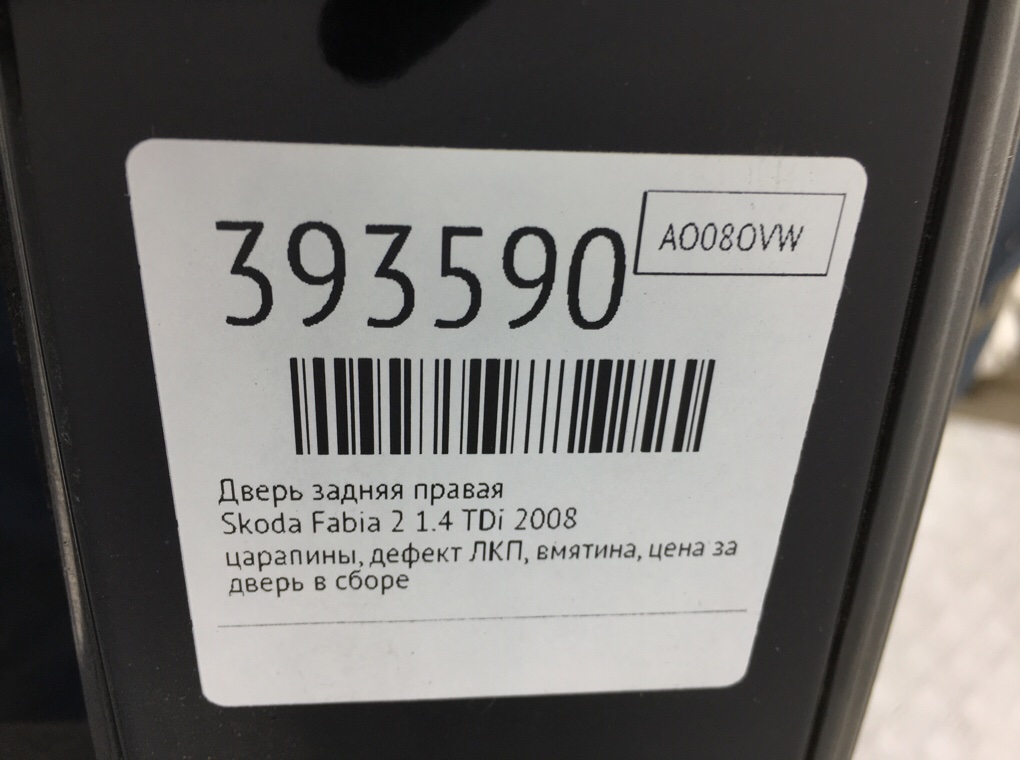 393590
AO08OVW
Дверь задняя правая
Skoda Fabia 2 1.4 TDi 2008
царапины, дефект ЛКП, вмятина, цена за
дверь в сборе